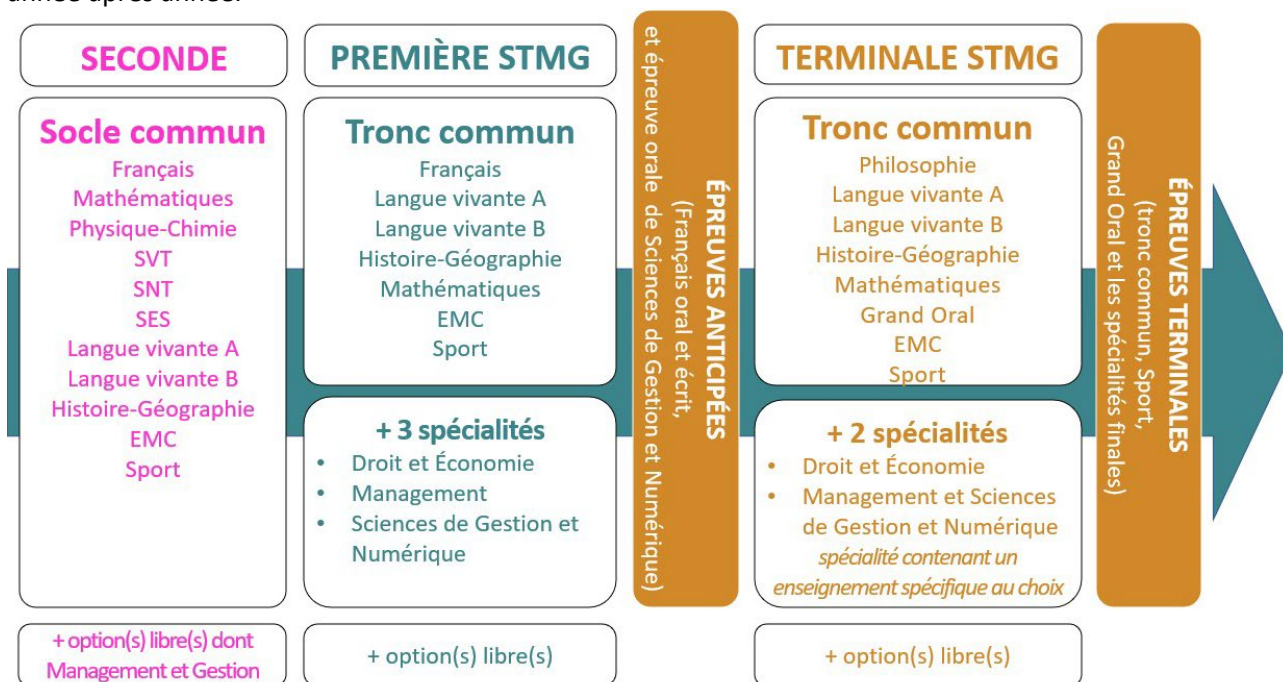 année après année.
SECONDE
Socle commun
Français
Mathématiques
Physique-Chimie
SVT
SNT
SES
Langue vivante A
Langue vivante B
Histoire-Géographie
EMC
Sport
+ option(s) libre(s) dont
Management et Gestion
PREMIÈRE STMG
Tronc commun
Français
Langue vivante A
Langue vivante B
Histoire-Géographie
Mathématiques
EMC
Sport
+ 3 spécialités
• Droit et Économie
• Management
• Sciences de Gestion et
Numérique
+ option(s) libre(s)
ÉPREUVES ANTICIPÉES
(Français oral et écrit,
et épreuve orale de Sciences de Gestion et Numérique)
TERMINALE STMG
Tronc commun
Philosophie
Langue vivante A
Langue vivante B
Histoire-Géographie
Mathématiques
Grand Oral
EMC
Sport
+ 2 spécialités
• Droit et Économie
• Management et Sciences
de Gestion et Numérique
spécialité contenant un
enseignement spécifique au choix
+ option(s) libre(s)
ÉPREUVES TERMINALES
(tronc commun, Sport,
Grand Oral et les spécialités finales)